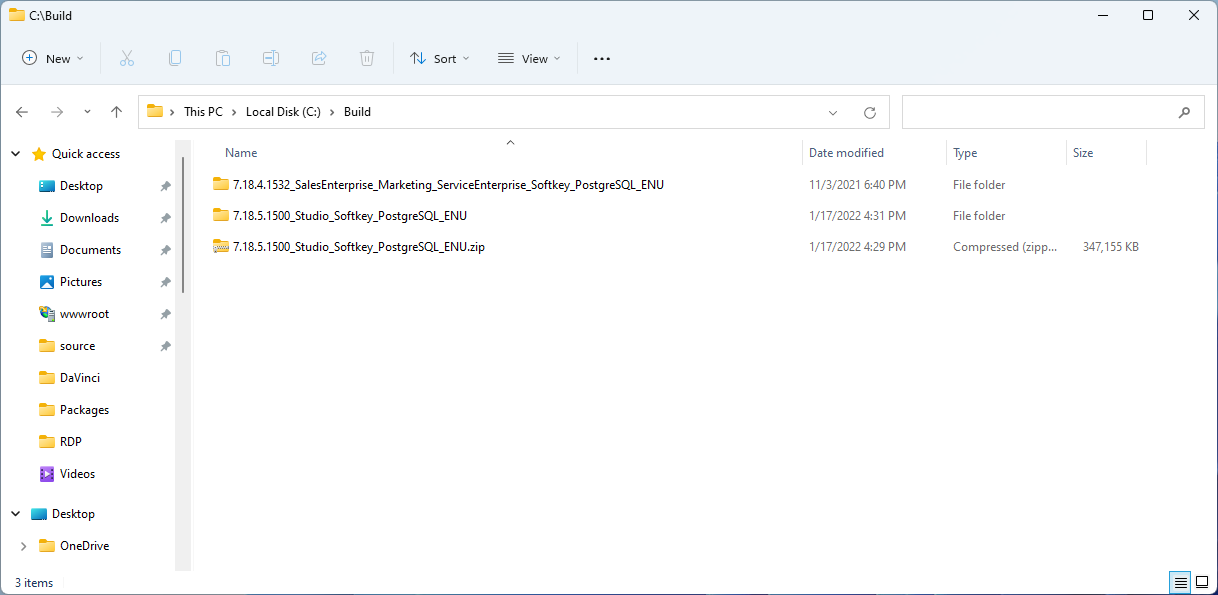 C:\Build
New
Sort
View
This PC
Local Disk (C:)
Build
Name
Date modified
Type
Size
7.18.4.1532_SalesEnterprise_Marketing_ServiceEnterprise_Softkey_PostgreSQL_ENU 11/3/2021 6:40 PM File folder
7.18.5.1500_Studio_Softkey_PostgreSQL_ENU 1/17/2022 4:31 PM File folder
7.18.5.1500_Studio_Softkey_PostgreSQL_ENU.zip 1/17/2022 4:29 PM Compressed (zipp... 347,155 KB
Quick access
Desktop
Downloads
Documents
Pictures
wwwroot
source
DaVinci
Packages
RDP
Videos
Desktop
OneDrive
3 items